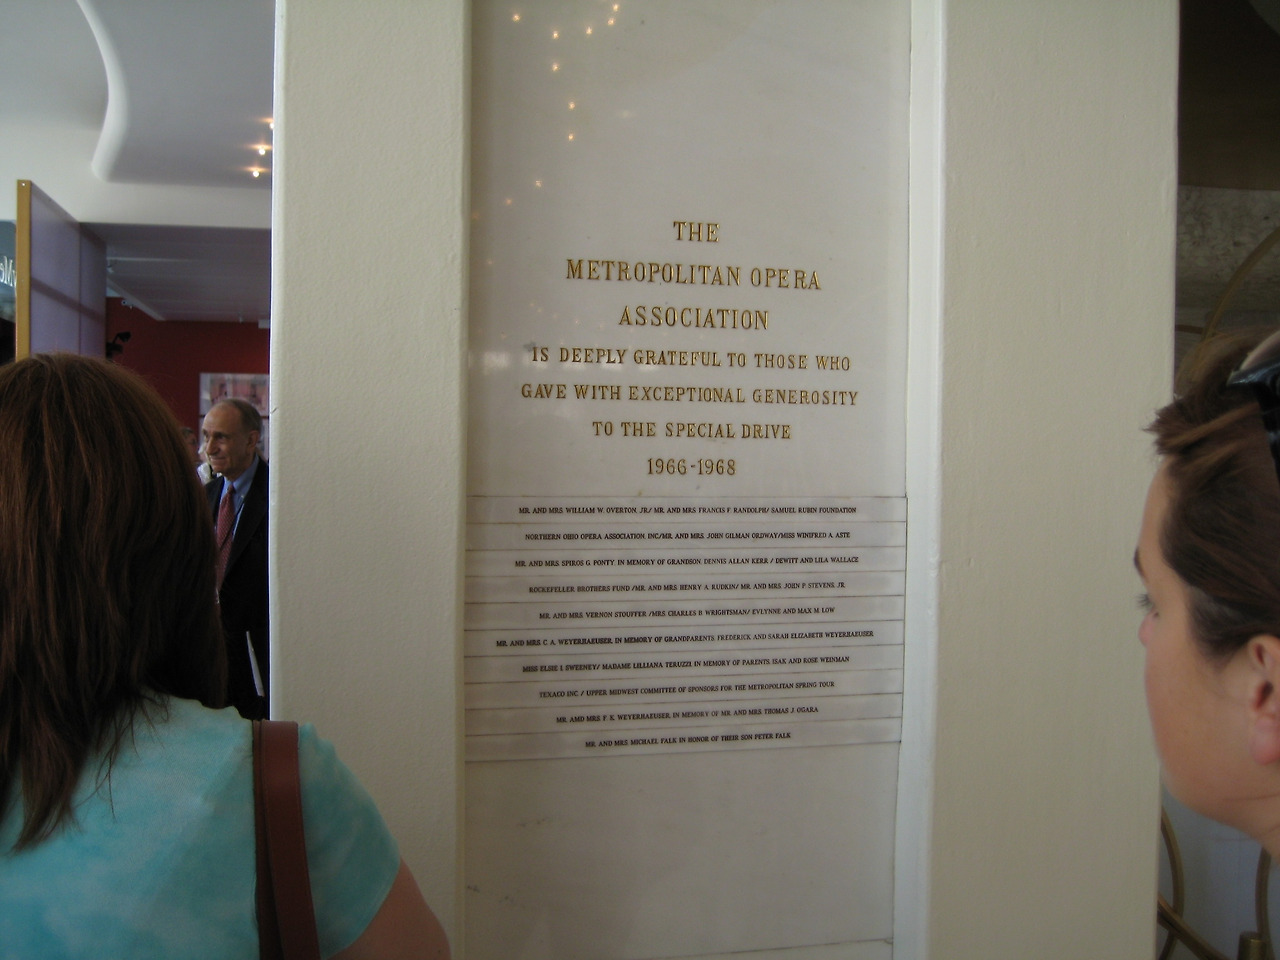 THE
METROPOLITAN OPERA
ASSOCIATION
IS DEEPLY GRATEFUL TO THOSE WHO
GAVE WITH EXCEPTIONAL GENEROSITY
TO THE SPECIAL DRIVE
1966-1968
MR. AND MRS. WILLIAM W. OVERTON, JR./ MR. AND MRS. FRANCIS F. RANDOLPH/ SAMUEL RUBIN FOUNDATION
NORTHERN OHIO OPERA ASSOCIATION, INC/MR. AND MRS. JOHN GILMAN ORDWAY/MISS WINIFRED A. ASTE
MR. AND MRS. SPIROS G. PONTY IN MEMORY OF GRANDSON, DENNIS ALLAN KERR / DEWITT AND LILA WALLACE
ROCKEFELLER BROTHERS FUND /MR. AND MRS. HENRY A. RUDKIN/ MR. AND MRS. JOHN P. STEVENS, JR.
MR. AND MRS. VERNON STOUFFER /MRS. CHARLES B. WRIGHTSMAN/ EVLYNNE AND MAX M. LOW
MR. AND MRS. C. A. WEYERHAEUSER, IN MEMORY OF GRANDPARENTS, FREDERICK AND SARAH ELIZABETH WEYERHAEUSER
MISS ELSIE I. SWEENEY/ MADAME LILLIANA TERUZZI, IN MEMORY OF PARENTS, ISAK AND ROSE WEINMAN
TEXACO INC. / UPPER MIDWEST COMMITTEE OF SPONSORS FOR THE METROPOLITAN SPRING TOUR
MR. AMD MRS. F. K. WEYERHAEUSER, IN MEMORY OF MR. AND MRS. THOMAS J. OGARA
MR. AND MRS. MICHAEL FALK IN HONOR OF THEIR SON PETER FALK